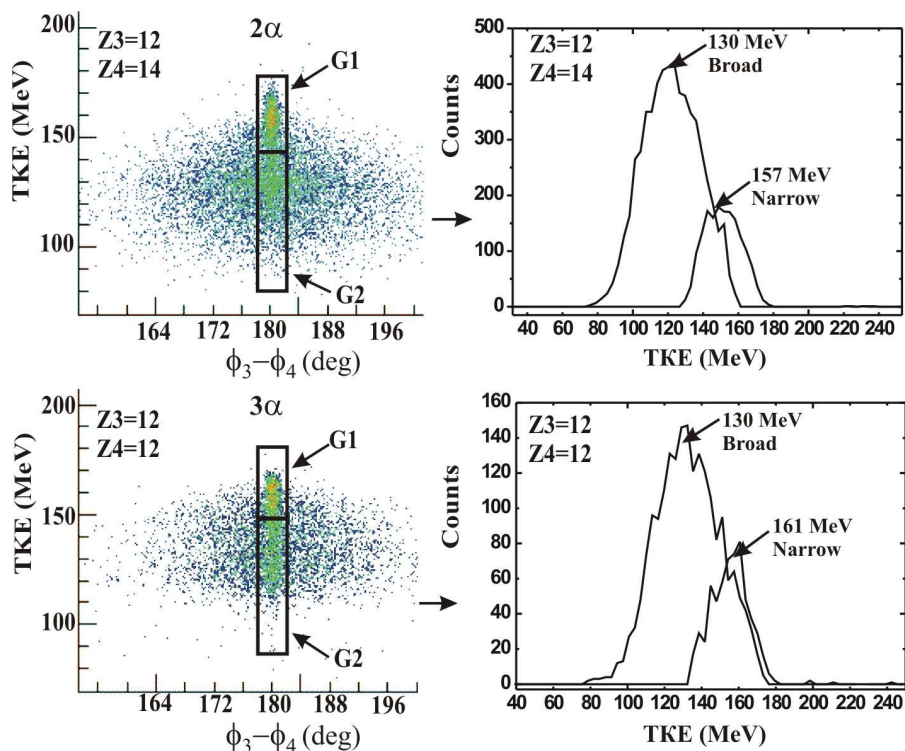 2α
Z3=12
Z4=14
G1
G2
200
150
100
TKE (MeV)
164 172 180 188 196
ϕ3−ϕ4 (deg)
Z3=12
Z4=14
130 MeV
Broad
157 MeV
Narrow
500
400
300
200
100
0
Counts
40 60 80 100 120 140 160 180 200 220 240
TKE (MeV)
3α
Z3=12
Z4=12
G1
G2
200
150
100
TKE (MeV)
164 172 180 188 196
ϕ3−ϕ4 (deg)
Z3=12
Z4=12
130 MeV
Broad
161 MeV
Narrow
160
140
120
100
80
60
40
20
0
Counts
40 60 80 100 120 140 160 180 200 220 240
TKE (MeV)